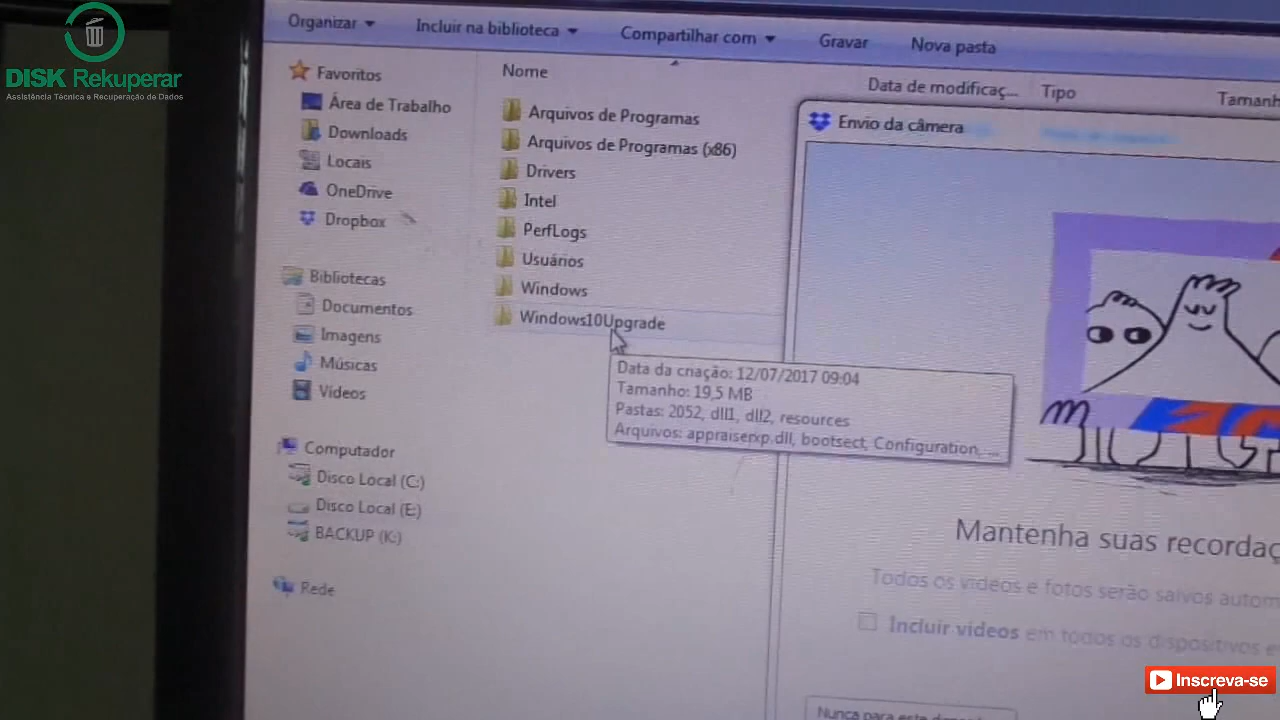 DISK Rekuperar
Assistência Técnica e Recuperação de Dados
Organizar
Incluir na biblioteca
Compartilhar com
Gravar
Nova pasta
Favoritos
Área de Trabalho
Downloads
Locais
OneDrive
Dropbox
Bibliotecas
Documentos
Imagens
Músicas
Vídeos
Computador
Disco Local (C:)
Disco Local (E:)
BACKUP (K:)
Rede
Nome
Data de modificaç...
Tipo
Tamanh
Arquivos de Programas
Arquivos de Programas (x86)
Drivers
Intel
PerfLogs
Usuários
Windows
Windows10Upgrade
Data da criação: 12/07/2017 09:04
Tamanho: 19,5 MB
Pastas: 2052, dll1, dll2, resources
Arquivos: appraiserxp.dll, bootsect, Configuration, ...
Envio da câmera
Mantenha suas recordaç
Todos os vídeos e fotos serão salvos autom
Incluir vídeos em todos os dispositivos e
Nunca para este
Inscreva-se